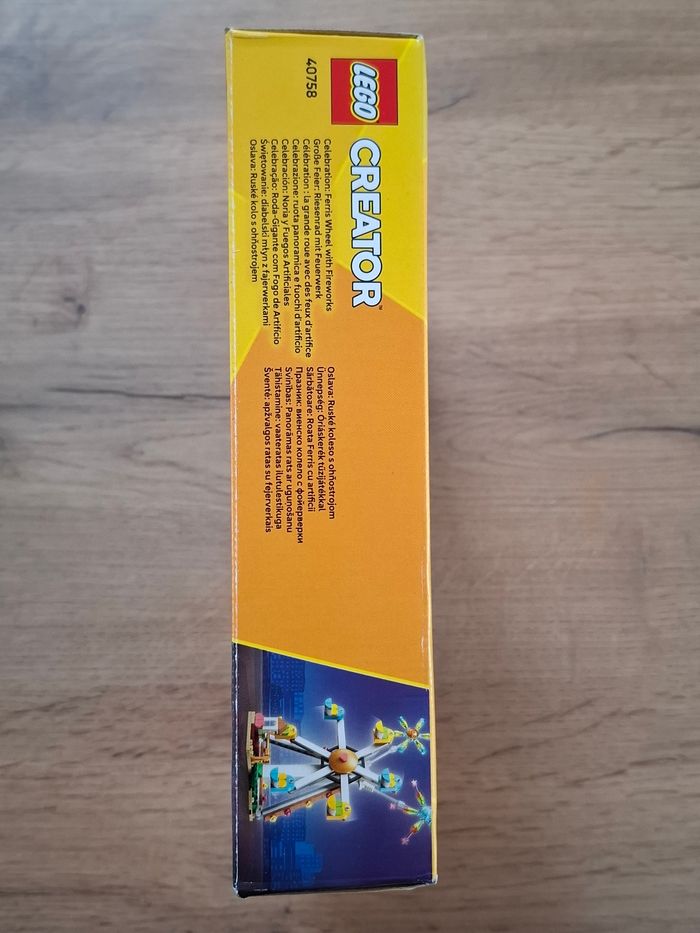 LEGO
CREATOR™
40758
Celebration: Ferris Wheel with Fireworks
Große Feier: Riesenrad mit Feuerwerk
Célébration : la grande roue avec des feux d'artifice
Celebrazione: ruota panoramica e fuochi d'artificio
Celebración: Noria y Fuegos Artificiales
Celebração: Roda-Gigante com Fogo de Artifício
Świętowanie: diabelski młyn z fajerwerkami
Oslava: Ruské kolo s ohňostrojem
Oslava: Ruské koleso s ohňostrojom
Ünnepség: Óriáskerék tűzijátékkal
Sărbătoare: Roata Ferris cu artificii
Празник: виенско колело с фойерверки
Svinības: Panorāmas rats ar uguņošanu
Tähistamine: vaateratas ilutulestikuga
Šventė: apžvalgos ratas su fejerverkais